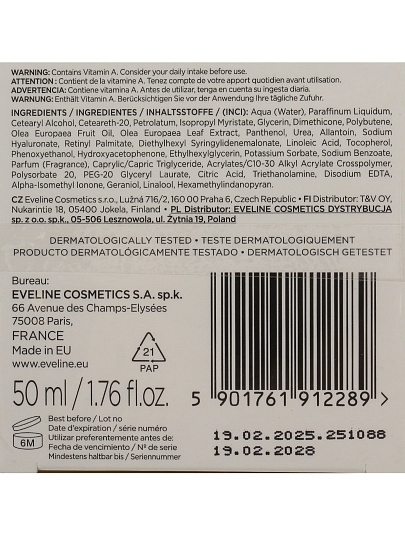 WARNING: Contains Vitamin A. Consider your daily intake before use.
ATTENTION : Contient de la vitamine A. Tenez compte de votre apport quotidien avant utilisation.
ADVERTENCIA: Contiene vitamina A. Antes de utilizar, tenga en cuenta su ingesta diaria.
WARNUNG: Enthält Vitamin A. Berücksichtigen Sie vor der Anwendung Ihre tägliche Zufuhr.
INGREDIENTS / INGREDIENTES / INHALTSSTOFFE / (INCI): Aqua (Water), Paraffinum Liquidum,
Cetearyl Alcohol, Ceteareth-20, Petrolatum, Isopropyl Myristate, Glycerin, Dimethicone, Polybutene,
Olea Europaea Fruit Oil, Olea Europaea Leaf Extract, Panthenol, Urea, Allantoin, Sodium
Hyaluronate, Retinyl Palmitate, Diethylhexyl Syringylidenemalonate, Linoleic Acid, Tocopherol,
Phenoxyethanol, Hydroxyacetophenone, Ethylhexylglycerin, Potassium Sorbate, Sodium Benzoate,
Parfum (Fragrance), Caprylic/Capric Triglyceride, Acrylates/C10-30 Alkyl Acrylate Crosspolymer,
Polysorbate 20, PEG-20 Glyceryl Laurate, Citric Acid, Triethanolamine, Disodium EDTA,
Alpha-Isomethyl Ionone, Geraniol, Linalool, Hexamethylindanopyran.
CZ Eveline Cosmetics s.r.o., Lužná 716/2, 160 00 Praha 6, Czech Republic • FI Distributor: T&V OY,
Nukarintie 18, 05400 Jokela, Finland • PL Distributor: EVELINE COSMETICS DYSTRYBUCJA
sp. z o.o. sp.k., 05-506 Lesznowola, ul. Żytnia 19, Poland
DERMATOLOGICALLY TESTED • TESTE DERMATOLOGIQUEMENT
PRODUCTO DERMATOLÓGICAMENTE TESTADO • DERMATOLOGISCH GETESTET
Bureau:
EVELINE COSMETICS S.A. sp.k.
66 Avenue des Champs-Elysées
75008 Paris,
FRANCE
Made in EU
www.eveline.eu
21
PAP
50 ml / 1.76 fl.oz.
5 901761 912289 >
Best before / Lot no
Date d'expiration / série numéro
Utilizar preferentemente antes de:
Fecha de vencimiento / Nº de serie
Mindestens haltbar bis / Seriennummer
6M
19.02.2025.251088
19.02.2028